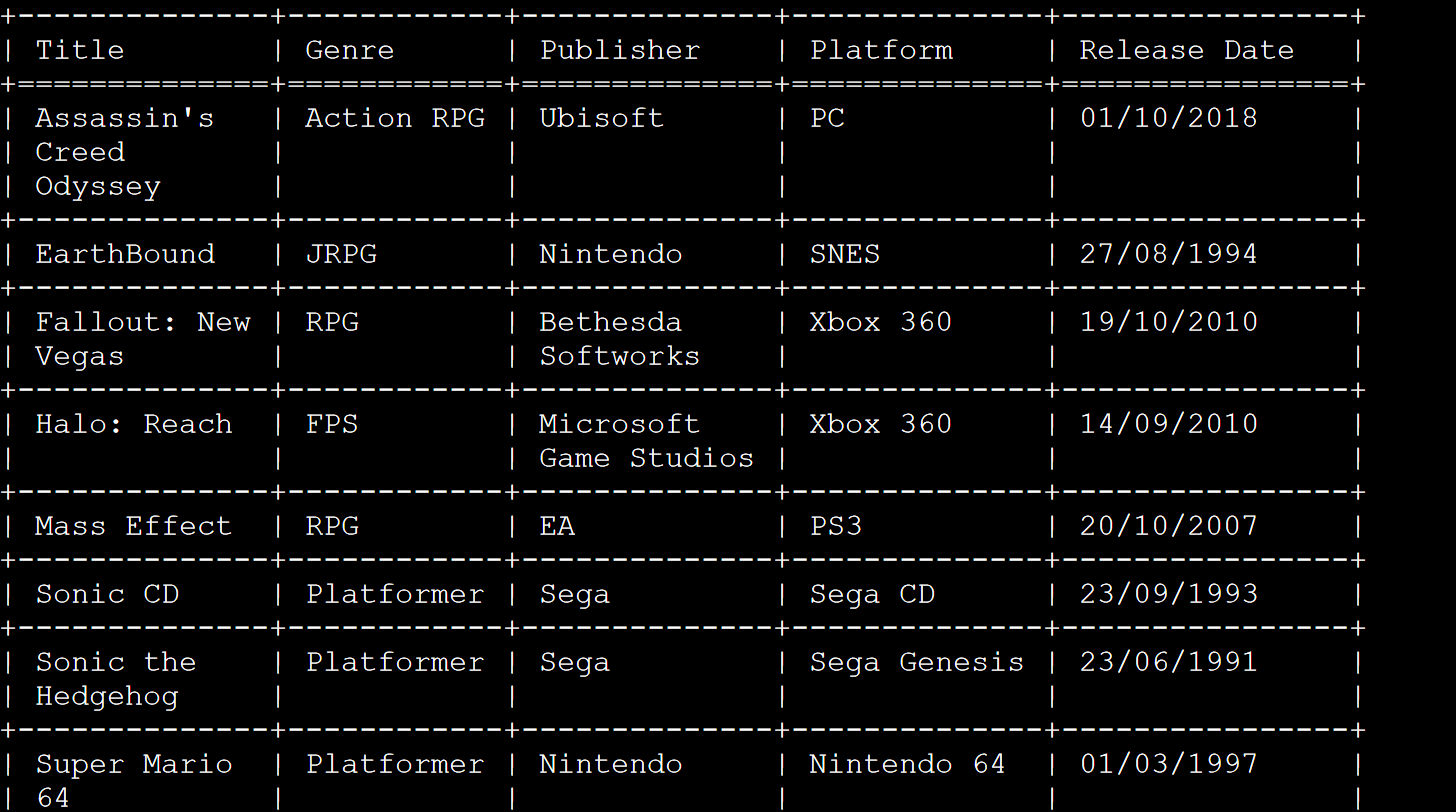 +--------------+------------+--------------+--------------+----------------+
| Title        | Genre      | Publisher    | Platform     | Release Date   |
+==============+============+==============+==============+================+
| Assassin's   | Action RPG | Ubisoft      | PC           | 01/10/2018     |
| Creed        |            |              |              |                |
| Odyssey      |            |              |              |                |
+--------------+------------+--------------+--------------+----------------+
| EarthBound   | JRPG       | Nintendo     | SNES         | 27/08/1994     |
+--------------+------------+--------------+--------------+----------------+
| Fallout: New | RPG        | Bethesda     | Xbox 360     | 19/10/2010     |
| Vegas        |            | Softworks    |              |                |
+--------------+------------+--------------+--------------+----------------+
| Halo: Reach  | FPS        | Microsoft    | Xbox 360     | 14/09/2010     |
|              |            | Game Studios |              |                |
+--------------+------------+--------------+--------------+----------------+
| Mass Effect  | RPG        | EA           | PS3          | 20/10/2007     |
+--------------+------------+--------------+--------------+----------------+
| Sonic CD     | Platformer | Sega         | Sega CD      | 23/09/1993     |
+--------------+------------+--------------+--------------+----------------+
| Sonic the    | Platformer | Sega         | Sega Genesis | 23/06/1991     |
| Hedgehog     |            |              |              |                |
+--------------+------------+--------------+--------------+----------------+
| Super Mario  | Platformer | Nintendo     | Nintendo 64  | 01/03/1997     |
| 64           |            |              |              |                |